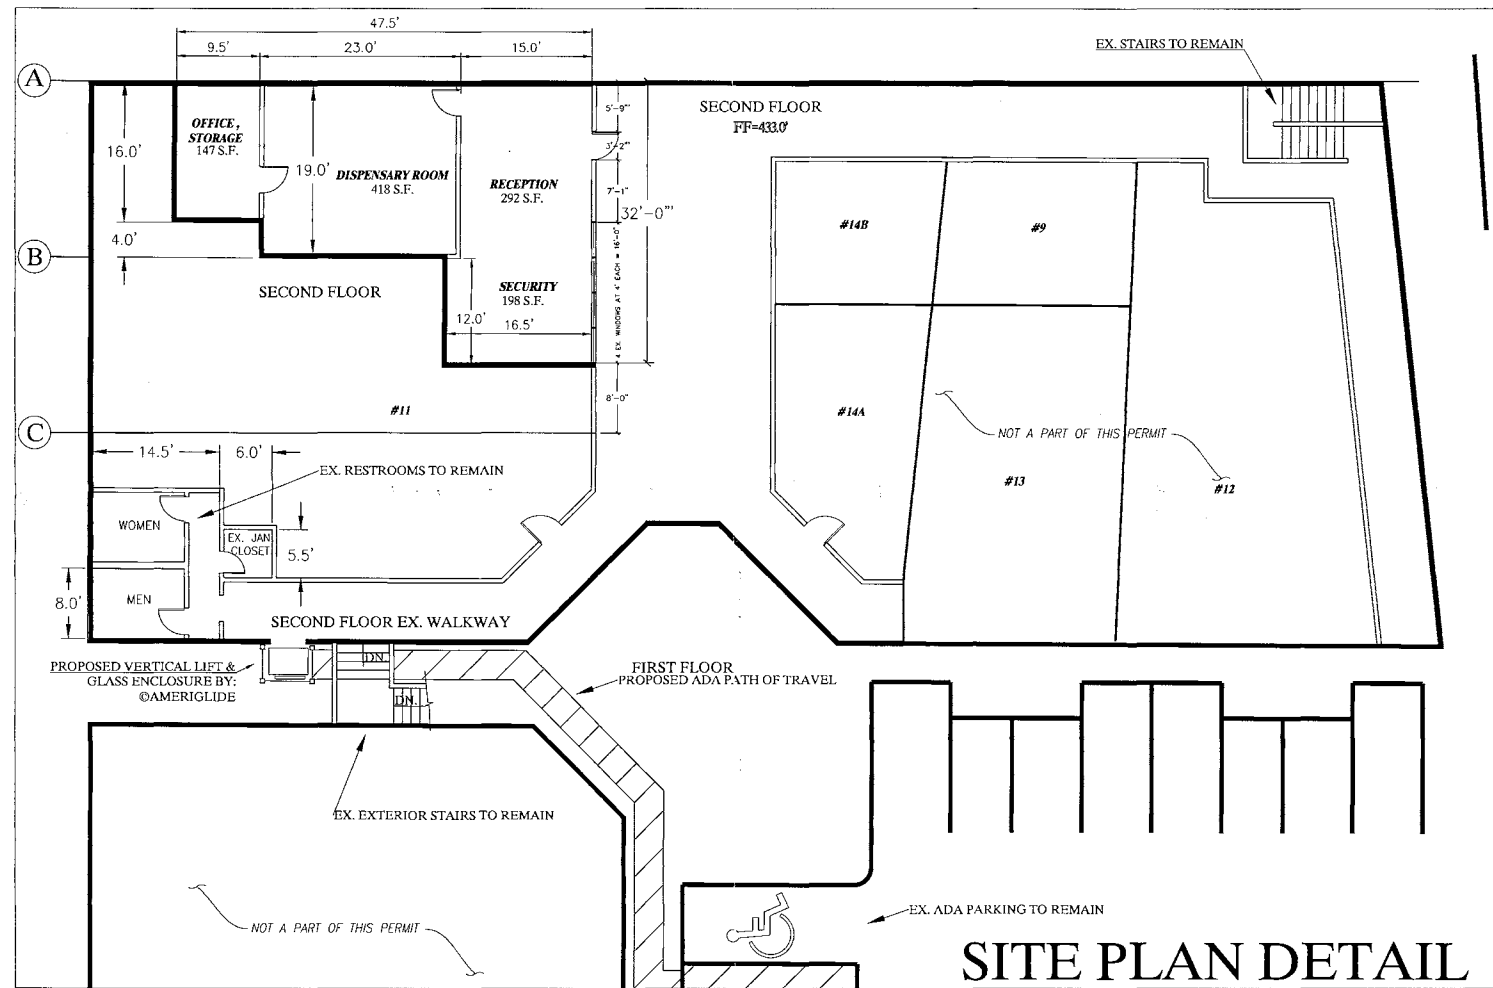 47.5'
9.5'
23.0'
15.0'
EX. STAIRS TO REMAIN
A
SECOND FLOOR
FF=433.0'
5'-9"
3'-2"
7'-1"
32'-0"
OFFICE,
STORAGE
147 S.F.
16.0'
19.0'
DISPENSARY ROOM
418 S.F.
RECEPTION
292 S.F.
#14B
#9
4.0'
B
SECOND FLOOR
SECURITY
198 S.F.
12.0'
16.5'
4 EX. WINDOWS AT 4' EACH = 16'-0"
8'-0"
#11
#14A
C
NOT A PART OF THIS PERMIT
14.5'
6.0'
EX. RESTROOMS TO REMAIN
#13
#12
WOMEN
EX. JAN
CLOSET
5.5'
8.0'
MEN
SECOND FLOOR EX. WALKWAY
PROPOSED VERTICAL LIFT &
GLASS ENCLOSURE BY:
©AMERIGLIDE
DN.
DN.
FIRST FLOOR
PROPOSED ADA PATH OF TRAVEL
EX. EXTERIOR STAIRS TO REMAIN
NOT A PART OF THIS PERMIT
EX. ADA PARKING TO REMAIN
SITE PLAN DETAIL